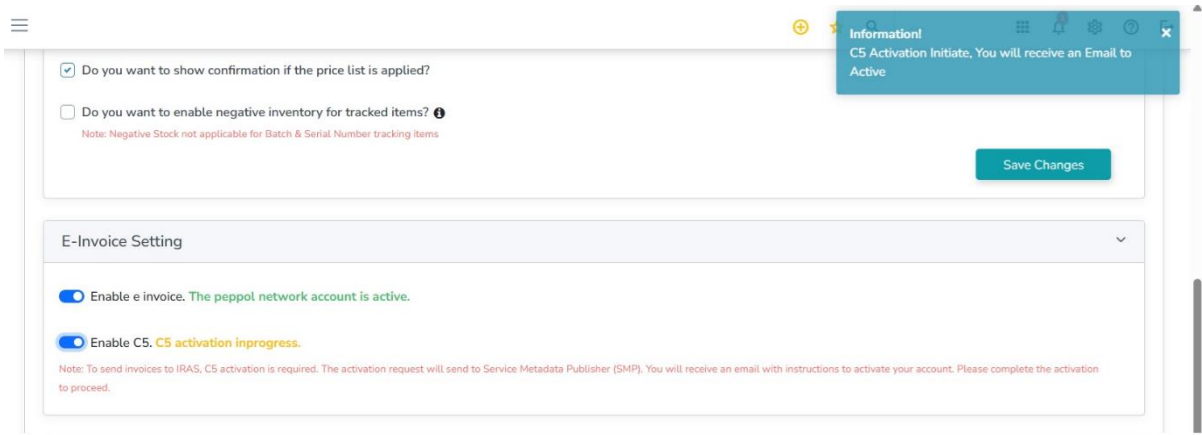 Information!
C5 Activation Initiate, You will receive an Email to
Active
Do you want to show confirmation if the price list is applied?
Do you want to enable negative inventory for tracked items?
Note: Negative Stock not applicable for Batch & Serial Number tracking items
Save Changes
E-Invoice Setting
Enable e invoice. The peppol network account is active.
Enable C5. C5 activation inprogress.
Note: To send invoices to IRAS, C5 activation is required. The activation request will send to Service Metadata Publisher (SMP). You will receive an email with instructions to activate your account. Please complete the activation
to proceed.